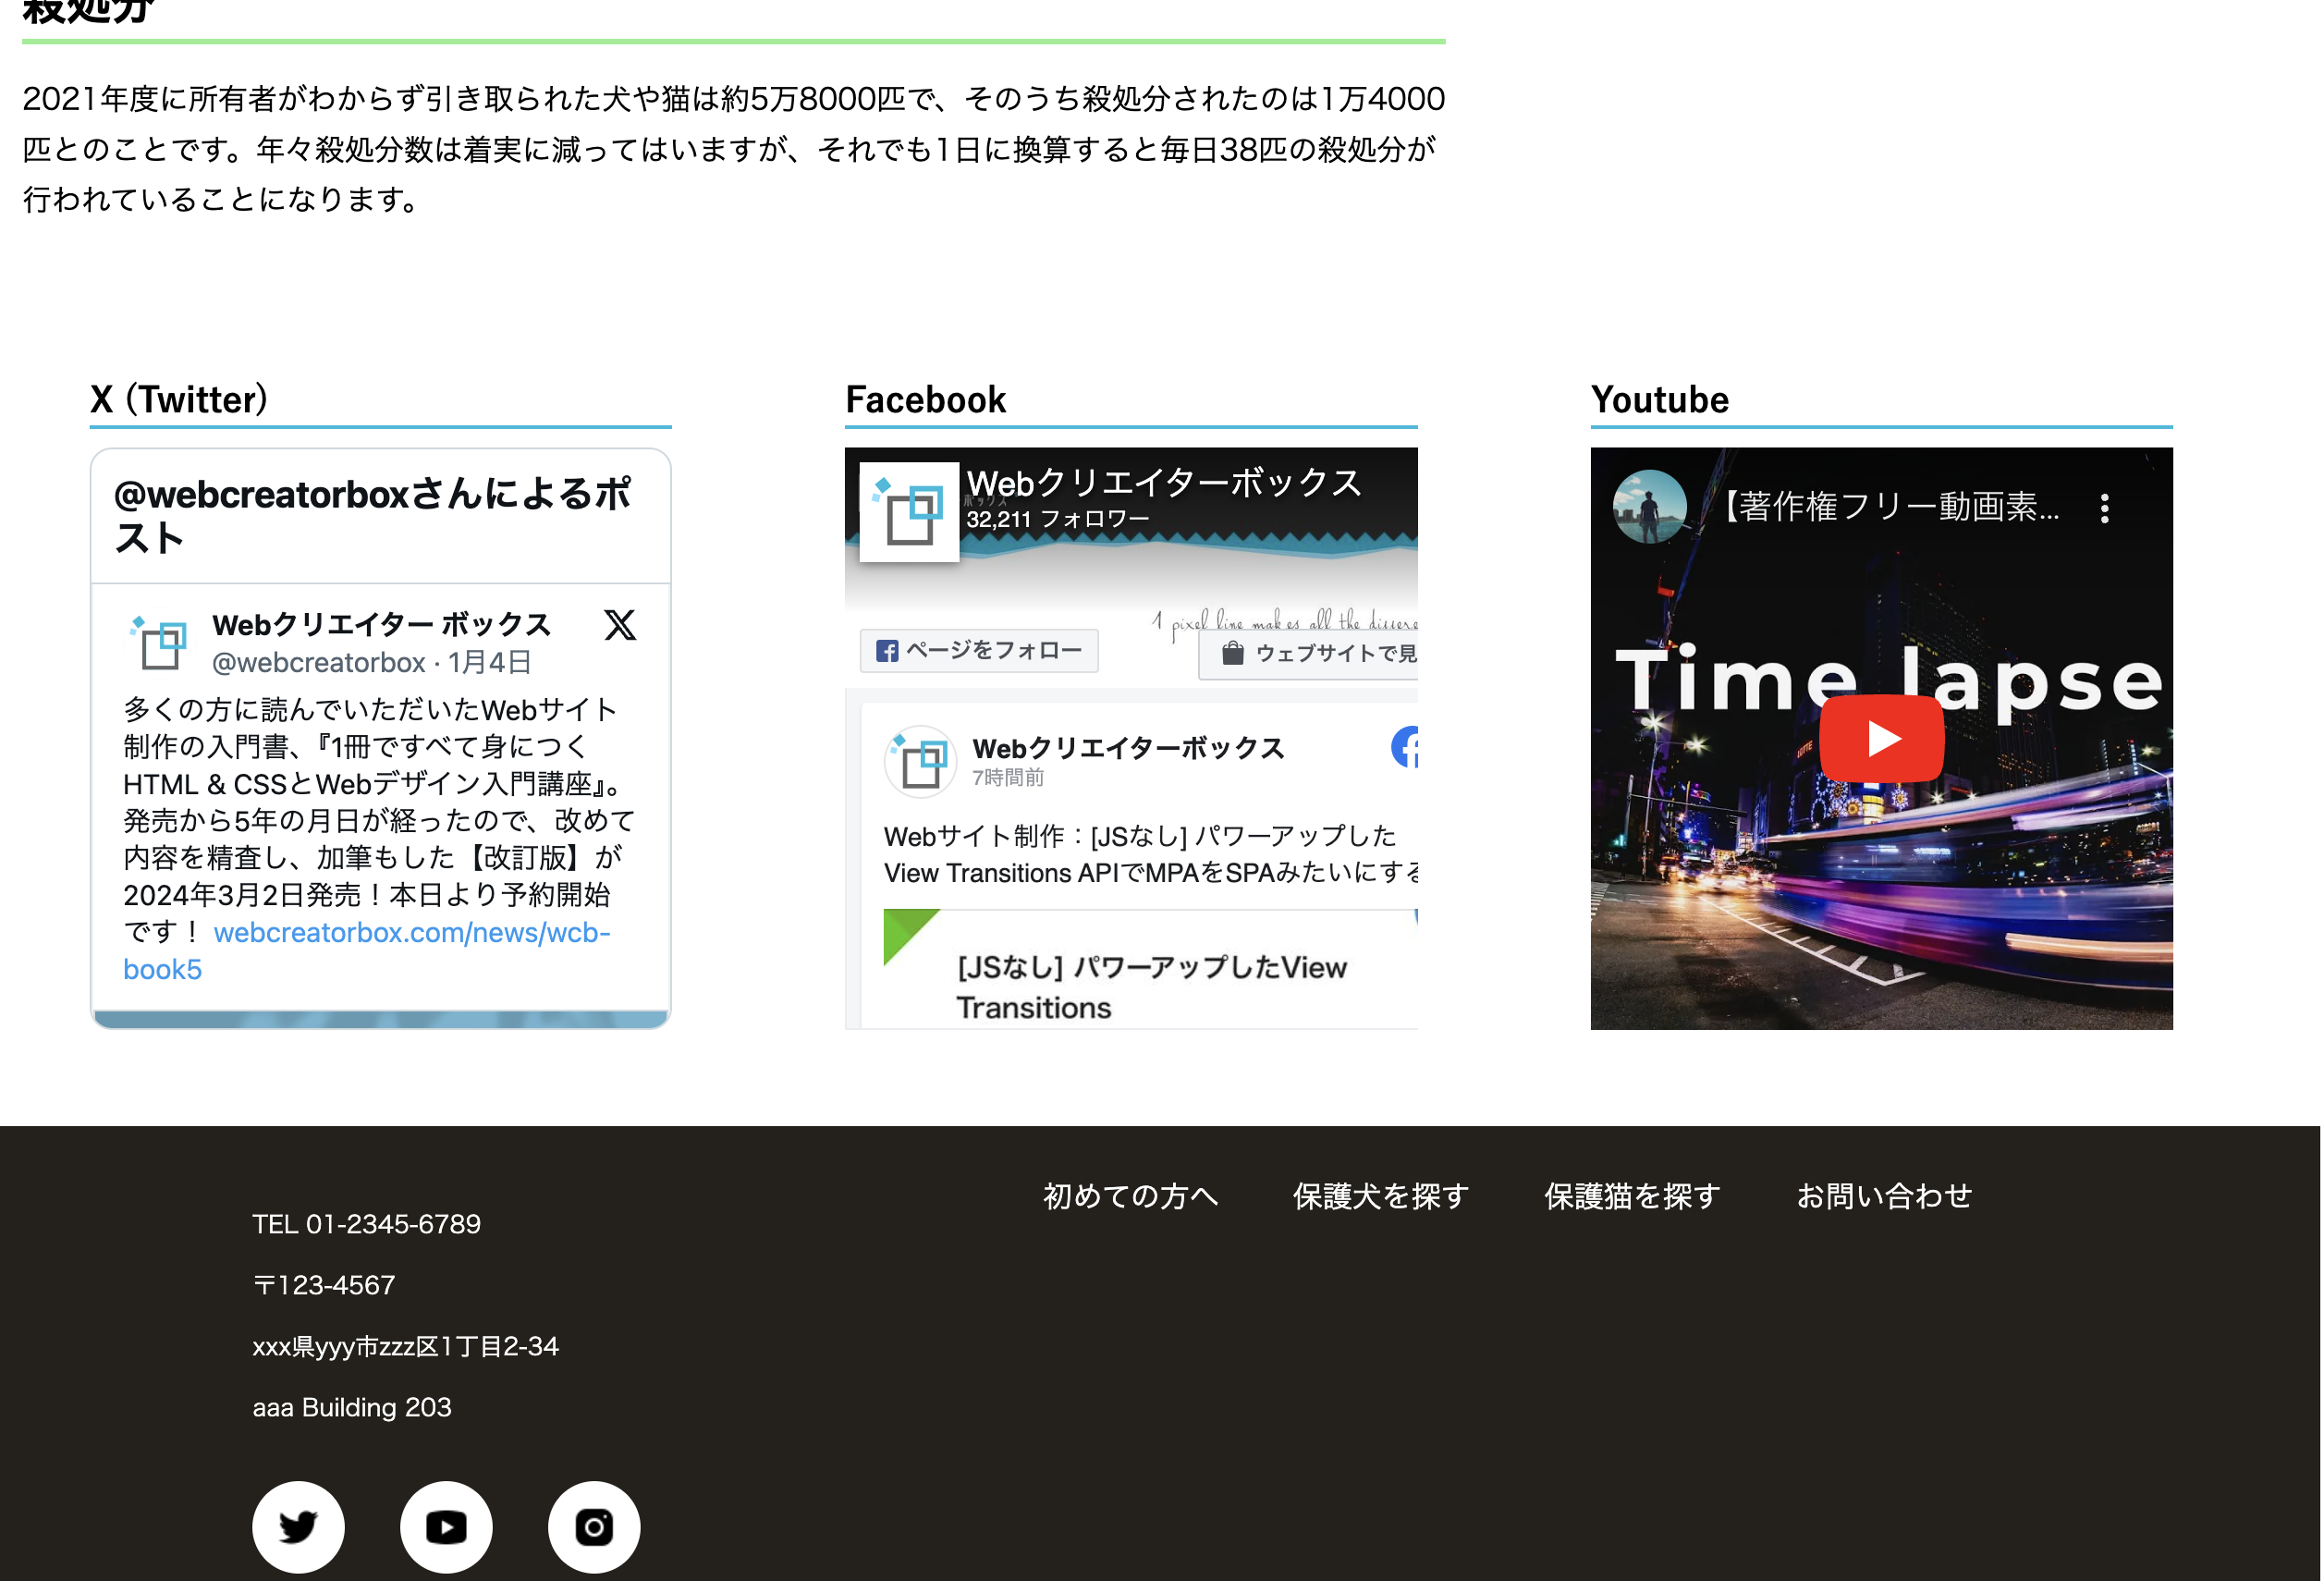 殺処分
2021年度に所有者がわからず引き取られた犬や猫は約5万8000匹で、そのうち殺処分されたのは1万4000
匹とのことです。年々殺処分数は着実に減ってはいますが、それでも1日に換算すると毎日38匹の殺処分が
行われていることになります。
X (Twitter)
@webcreatorboxさんによるポ
スト
Webクリエイター ボックス
@webcreatorbox · 1月4日
多くの方に読んでいただいたWebサイト
制作の入門書、『1冊ですべて身につく
HTML & CSSとWebデザイン入門講座』。
発売から5年の月日が経ったので、改めて
内容を精査し、加筆もした【改訂版】が
2024年3月2日発売！本日より予約開始
です！ webcreatorbox.com/news/wcb-
book5
Facebook
Webクリエイターボックス
ボックス
32,211 フォロワー
1 pixel line makes all the
ページをフォロー
ウェブサイトで見
Webクリエイターボックス
7時間前
Webサイト制作：[JSなし] パワーアップした
View Transitions APIでMPAをSPAみたいにする
[JSなし] パワーアップしたView
Transitions
Youtube
【著作権フリー動画素...
Time lapse
TEL 01-2345-6789
〒123-4567
xxx県yyy市zzz区1丁目2-34
aaa Building 203
初めての方へ
保護犬を探す
保護猫を探す
お問い合わせ